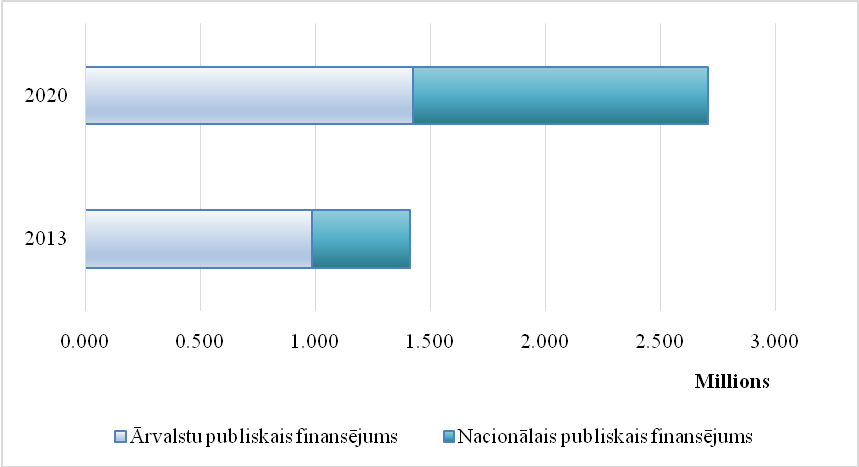 2020
2013
0.000 0.500 1.000 1.500 2.000 2.500 3.000
Millions
Ārvalstu publiskais finansējums Nacionālais publiskais finansējums